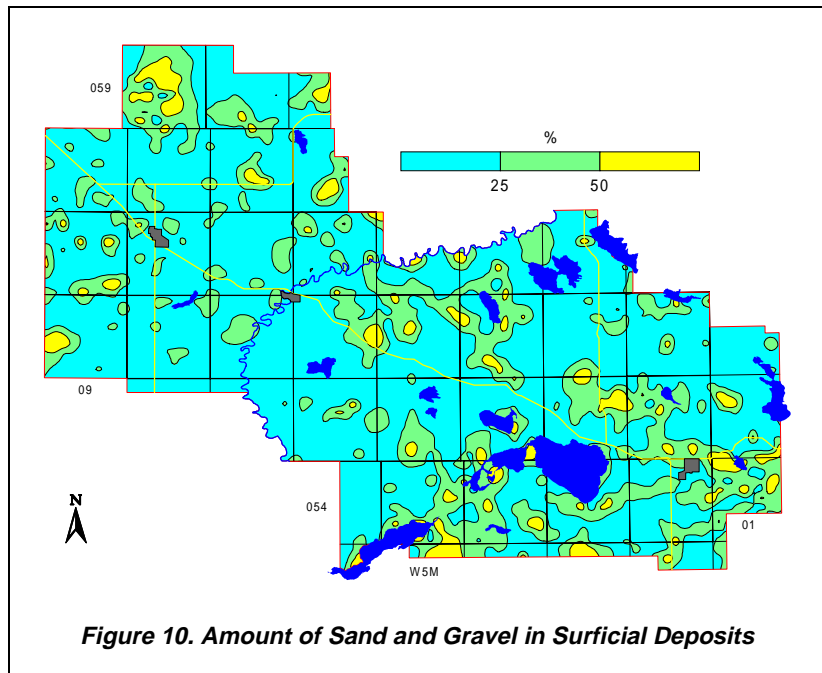 059
%
25 50
09
054
N
01
W5M
Figure 10. Amount of Sand and Gravel in Surficial Deposits